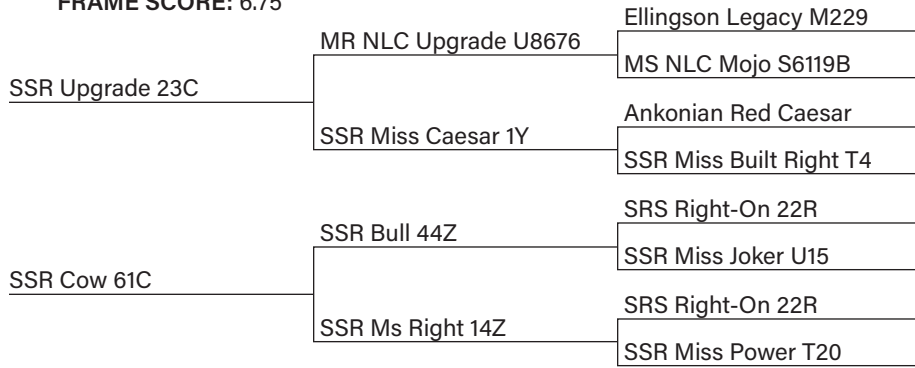 FRAME SCORE: 6.75
Ellingson Legacy M229
MR NLC Upgrade U8676
MS NLC Mojo S6119B
SSR Upgrade 23C
Ankonian Red Caesar
SSR Miss Caesar 1Y
SSR Miss Built Right T4
SRS Right-On 22R
SSR Bull 44Z
SSR Miss Joker U15
SSR Cow 61C
SRS Right-On 22R
SSR Ms Right 14Z
SSR Miss Power T20